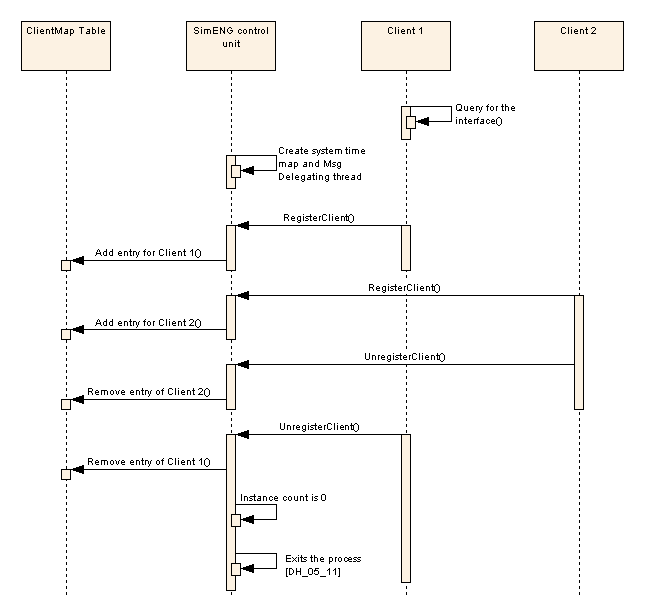 ClientMap Table
SimENG control
unit
Client 1
Client 2
Query for the
interface()
Create system time
map and Msg
Delegating thread
RegisterClient()
Add entry for Client 1()
RegisterClient()
Add entry for Client 2()
UnregisterClient()
Remove entry of Client 2()
UnregisterClient()
Remove entry of Client 1()
Instance count is 0
Exits the process
[DH_05_11]